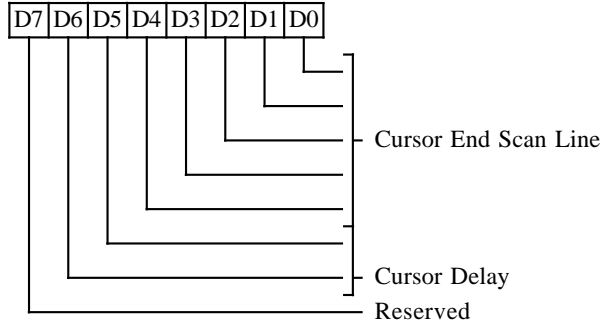 D7 D6 D5 D4 D3 D2 D1 D0
Cursor End Scan Line
Cursor Delay
Reserved